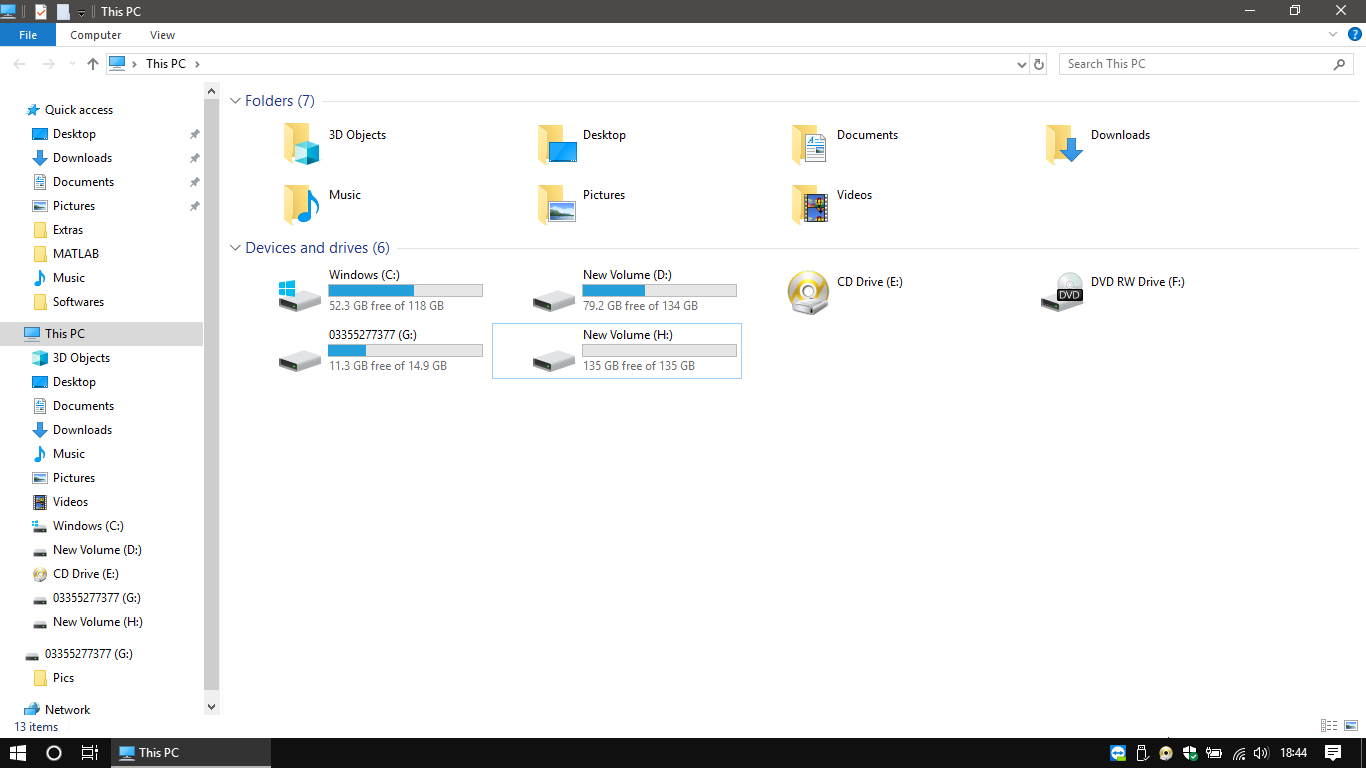 This PC
File Computer View
This PC
Search This PC
Quick access
Desktop
Downloads
Documents
Pictures
Extras
MATLAB
Music
Softwares
This PC
3D Objects
Desktop
Documents
Downloads
Music
Pictures
Videos
Windows (C:)
New Volume (D:)
CD Drive (E:)
03355277377 (G:)
New Volume (H:)
03355277377 (G:)
Pics
Network
Folders (7)
3D Objects
Desktop
Documents
Downloads
Music
Pictures
Videos
Devices and drives (6)
Windows (C:)
52.3 GB free of 118 GB
New Volume (D:)
79.2 GB free of 134 GB
CD Drive (E:)
DVD
DVD RW Drive (F:)
03355277377 (G:)
11.3 GB free of 14.9 GB
New Volume (H:)
135 GB free of 135 GB
13 items
This PC
18:44